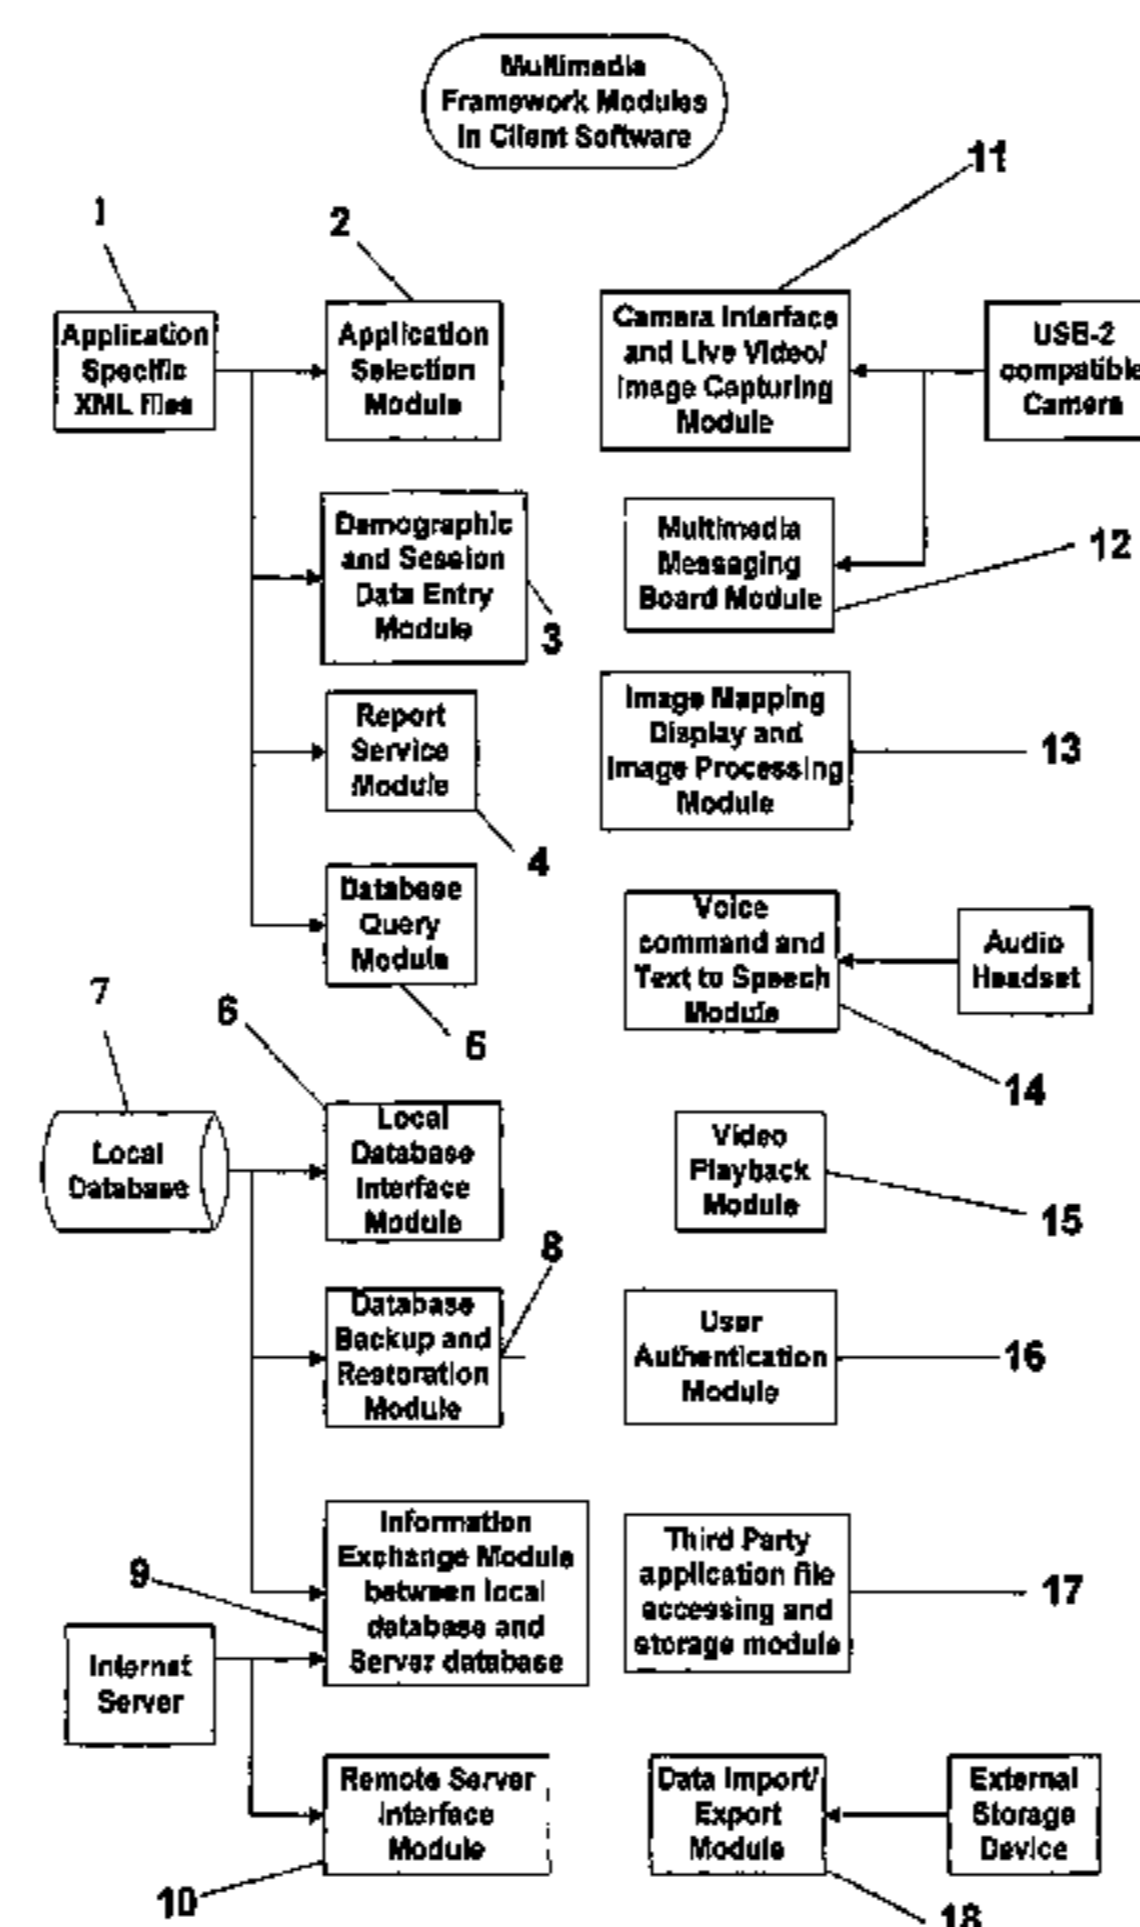 Multimedia
Framework Modules
in Client Software
11
1
2
Application
Specific
XML files
Application
Selection
Module
Camera Interface
and Live Video/
Image Capturing
Module
USB-2
compatible
Camera
Demographic
and Session
Data Entry
Module
3
Multimedia
Messaging
Board Module
12
Report
Service
Module
4
Image Mapping
Display and
Image Processing
Module
13
Database
Query
Module
5
Voice
command and
Text to Speech
Module
Audio
Headset
14
7
6
Local
Database
Local
Database
Interface
Module
Video
Playback
Module
15
8
Database
Backup and
Restoration
Module
User
Authentication
Module
16
9
Information
Exchange Module
between local
database and
Server database
Third Party
application file
accessing and
storage module
17
Internet
Server
Remote Server
Interface
Module
10
Data Import/
Export
Module
External
Storage
Device
18